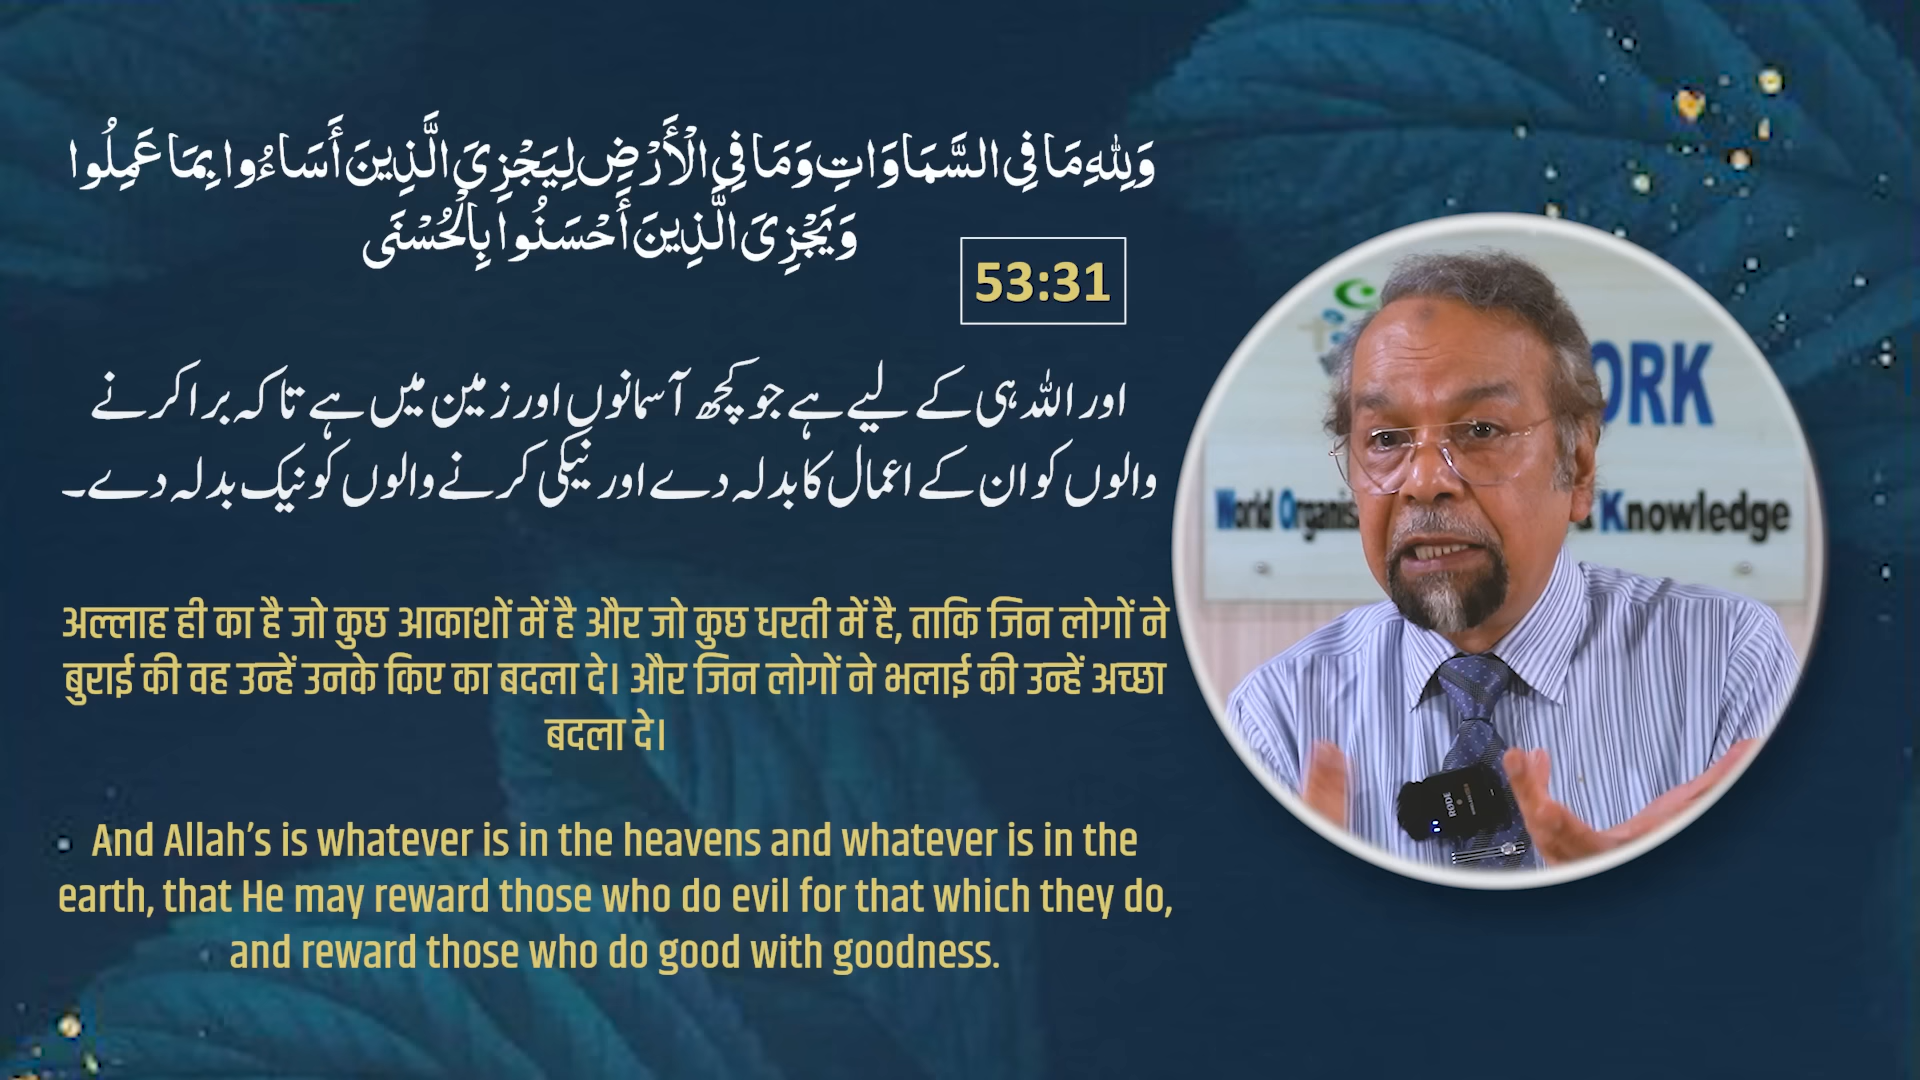 وَلِلَّهِ مَا فِي السَّمَاوَاتِ وَمَا فِي الْأَرْضِ لِيَجْزِيَ الَّذِينَ أَسَاءُوا بِمَا عَمِلُوا
وَيَجْزِيَ الَّذِينَ أَحْسَنُوا بِالْحُسْنَى
53:31
اور اللہ ہی کے لیے ہے جو کچھ آسمانوں اور زمین میں ہے تاکہ برا کرنے
والوں کو ان کے اعمال کا بدلہ دے اور نیکی کرنے والوں کو نیک بدلہ دے۔
अल्लाह ही का है जो कुछ आकाशों में है और जो कुछ धरती में है, ताकि जिन लोगों ने
बुराई की वह उन्हें उनके किए का बदला दे। और जिन लोगों ने भलाई की उन्हें अच्छा
बदला दे।
And Allah’s is whatever is in the heavens and whatever is in the
earth, that He may reward those who do evil for that which they do,
and reward those who do good with goodness.
ORK
World Organis
Knowledge
RODE